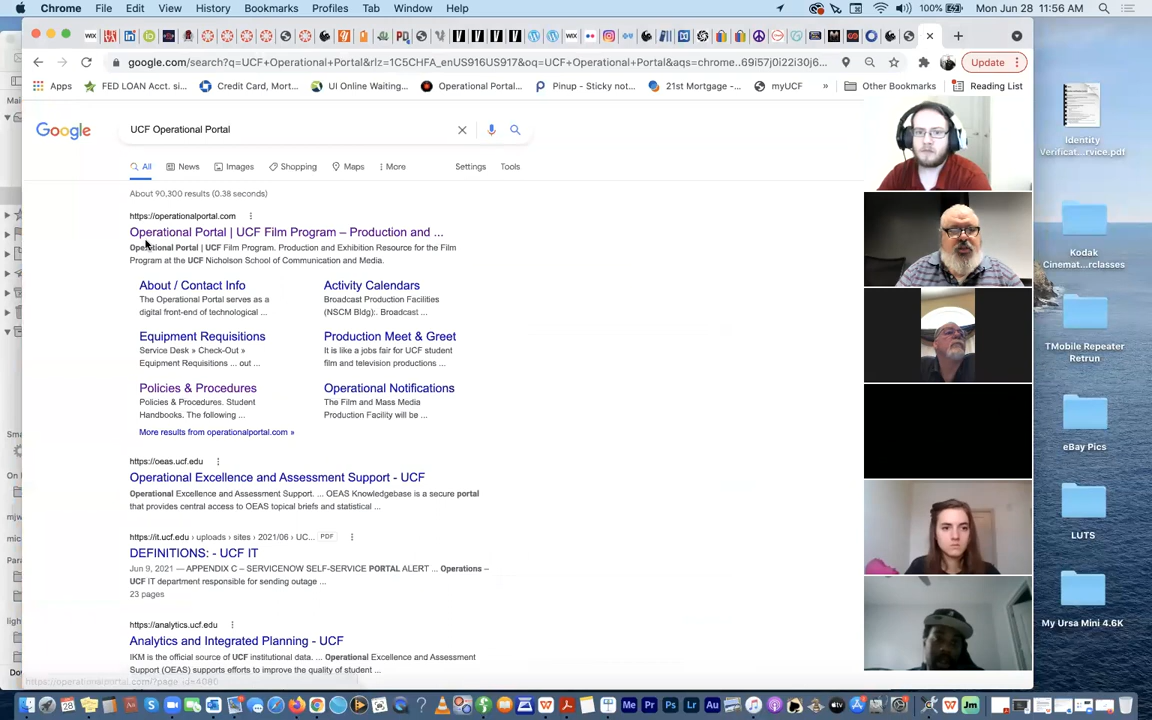 Chrome File Edit View History Bookmarks Profiles Tab Window Help 100% Mon Jun 28 11:56 AM
google.com/search?q=UCF+Operational+Portal&rlz=1C5CHFA_enUS916US917&oq=UCF+Operational+Portal&aqs=chrome..69i57j0i22i30j6... Update
Apps FED LOAN Acct. si... Credit Card, Mort... UI Online Waiting... Operational Portal... Pinup - Sticky not... 21st Mortgage -... myUCF » Other Bookmarks Reading List
Google UCF Operational Portal
All News Images Shopping Maps More Settings Tools
About 90,300 results (0.38 seconds)
https://operationalportal.com
Operational Portal | UCF Film Program – Production and ...
Operational Portal | UCF Film Program. Production and Exhibition Resource for the Film
Program at the UCF Nicholson School of Communication and Media.
About / Contact Info
The Operational Portal serves as a
digital front-end of technological ...
Activity Calendars
Broadcast Production Facilities
(NSCM Bldg):. Broadcast ...
Equipment Requisitions
Service Desk » Check-Out »
Equipment Requisitions ... out ...
Production Meet & Greet
It is like a jobs fair for UCF student
film and television productions ...
Policies & Procedures
Policies & Procedures. Student
Handbooks. The following ...
Operational Notifications
The Film and Mass Media
Production Facility will be ...
More results from operationalportal.com »
https://oeas.ucf.edu
Operational Excellence and Assessment Support - UCF
Operational Excellence and Assessment Support. ... OEAS Knowledgebase is a secure portal
that provides central access to OEAS topical briefs and statistical ...
https://it.ucf.edu › uploads › sites › 2021/06 › UC... PDF
DEFINITIONS: - UCF IT
Jun 9, 2021 — APPENDIX C – SERVICENOW SELF-SERVICE PORTAL ALERT ... Operations –
UCF IT department responsible for sending outage ...
23 pages
https://analytics.ucf.edu
Analytics and Integrated Planning - UCF
IKM is the official source of UCF institutional data. ... Operational Excellence and Assessment
Support (OEAS) supports efforts to improve the quality of student ...
https://operationalportal.com/?page_id=4080
Identity
Verificat...rvice.pdf
Kodak
Cinemat...rclasses
TMobile Repeater
Retrun
eBay Pics
LUTS
My Ursa Mini 4.6K